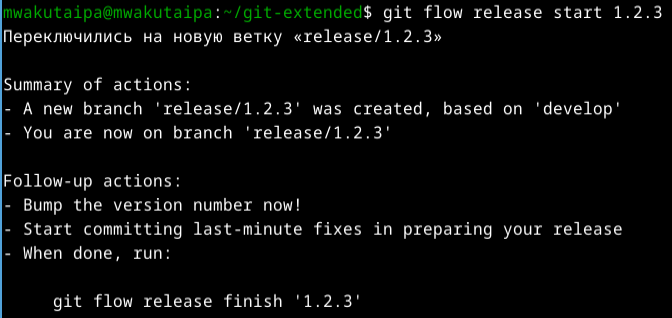 mwakutaipa@mwakutaipa:~/git-extended$ git flow release start 1.2.3
Переключились на новую ветку «release/1.2.3»
Summary of actions:
- A new branch 'release/1.2.3' was created, based on 'develop'
- You are now on branch 'release/1.2.3'
Follow-up actions:
- Bump the version number now!
- Start committing last-minute fixes in preparing your release
- When done, run:
git flow release finish '1.2.3'